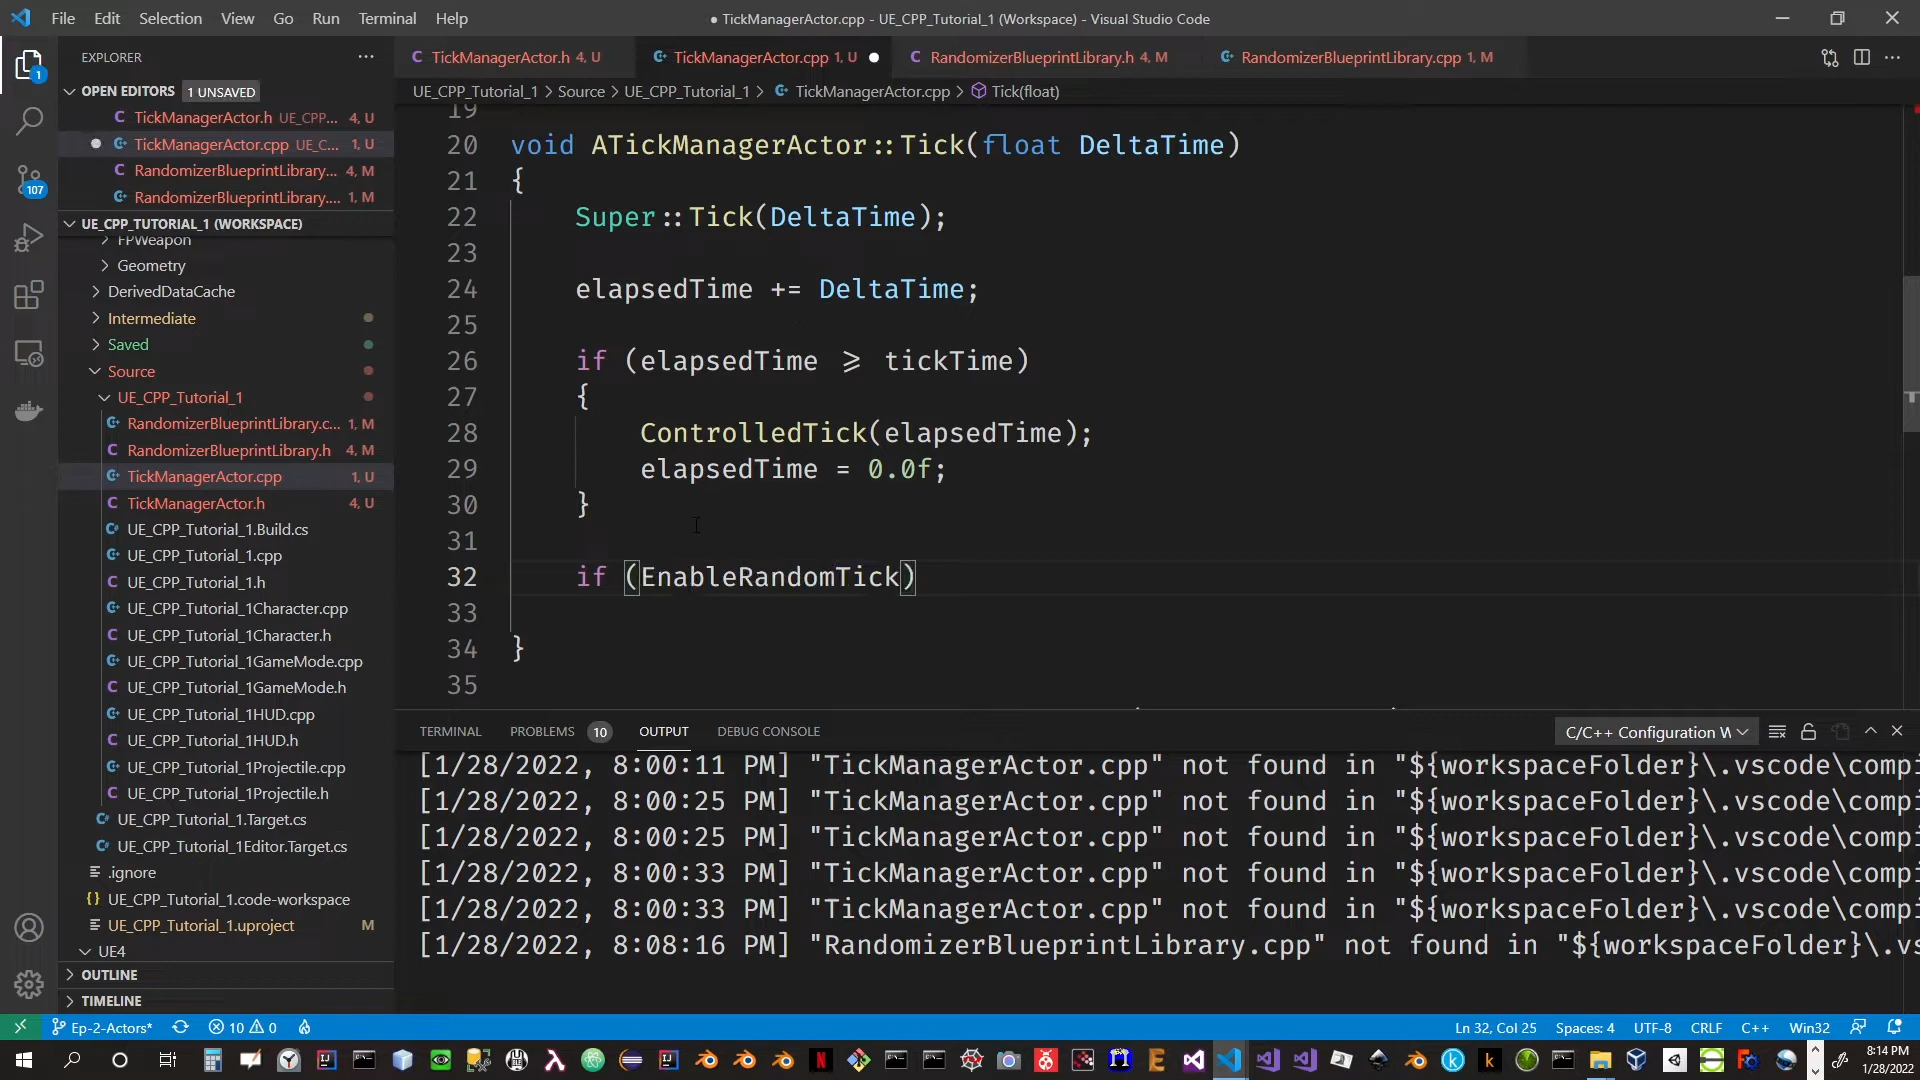 File Edit Selection View Go Run Terminal Help
● TickManagerActor.cpp - UE_CPP_Tutorial_1 (Workspace) - Visual Studio Code
EXPLORER
OPEN EDITORS 1 UNSAVED
TickManagerActor.h UE_CPP... 4, U
TickManagerActor.cpp UE_C... 1, U
RandomizerBlueprintLibrary... 4, M
RandomizerBlueprintLibrary.... 1, M
UE_CPP_TUTORIAL_1 (WORKSPACE)
FPWeapon
Geometry
DerivedDataCache
Intermediate
Saved
Source
UE_CPP_Tutorial_1
RandomizerBlueprintLibrary.c... 1, M
RandomizerBlueprintLibrary.h 4, M
TickManagerActor.cpp 1, U
TickManagerActor.h 4, U
UE_CPP_Tutorial_1.Build.cs
UE_CPP_Tutorial_1.cpp
UE_CPP_Tutorial_1.h
UE_CPP_Tutorial_1Character.cpp
UE_CPP_Tutorial_1Character.h
UE_CPP_Tutorial_1GameMode.cpp
UE_CPP_Tutorial_1GameMode.h
UE_CPP_Tutorial_1HUD.cpp
UE_CPP_Tutorial_1HUD.h
UE_CPP_Tutorial_1Projectile.cpp
UE_CPP_Tutorial_1Projectile.h
UE_CPP_Tutorial_1.Target.cs
UE_CPP_Tutorial_1Editor.Target.cs
.ignore
UE_CPP_Tutorial_1.code-workspace
UE_CPP_Tutorial_1.uproject M
UE4
OUTLINE
TIMELINE
TickManagerActor.h 4, U TickManagerActor.cpp 1, U RandomizerBlueprintLibrary.h 4, M RandomizerBlueprintLibrary.cpp 1, M
UE_CPP_Tutorial_1 > Source > UE_CPP_Tutorial_1 > TickManagerActor.cpp > Tick(float)
19
20 void ATickManagerActor::Tick(float DeltaTime)
21 {
22 Super::Tick(DeltaTime);
23
24 elapsedTime += DeltaTime;
25
26 if (elapsedTime >= tickTime)
27 {
28 ControlledTick(elapsedTime);
29 elapsedTime = 0.0f;
30 }
31
32 if (EnableRandomTick)
33
34 }
35
TERMINAL PROBLEMS 10 OUTPUT DEBUG CONSOLE C/C++ Configuration W
[1/28/2022, 8:00:11 PM] "TickManagerActor.cpp" not found in "${workspaceFolder}\.vscode\compi
[1/28/2022, 8:00:25 PM] "TickManagerActor.cpp" not found in "${workspaceFolder}\.vscode\compi
[1/28/2022, 8:00:25 PM] "TickManagerActor.cpp" not found in "${workspaceFolder}\.vscode\compi
[1/28/2022, 8:00:33 PM] "TickManagerActor.cpp" not found in "${workspaceFolder}\.vscode\compi
[1/28/2022, 8:00:33 PM] "TickManagerActor.cpp" not found in "${workspaceFolder}\.vscode\compi
[1/28/2022, 8:08:16 PM] "RandomizerBlueprintLibrary.cpp" not found in "${workspaceFolder}\.vs
1
107
Ep-2-Actors* 10 0 Ln 32, Col 25 Spaces: 4 UTF-8 CRLF C++ Win32
8:14 PM
1/28/2022